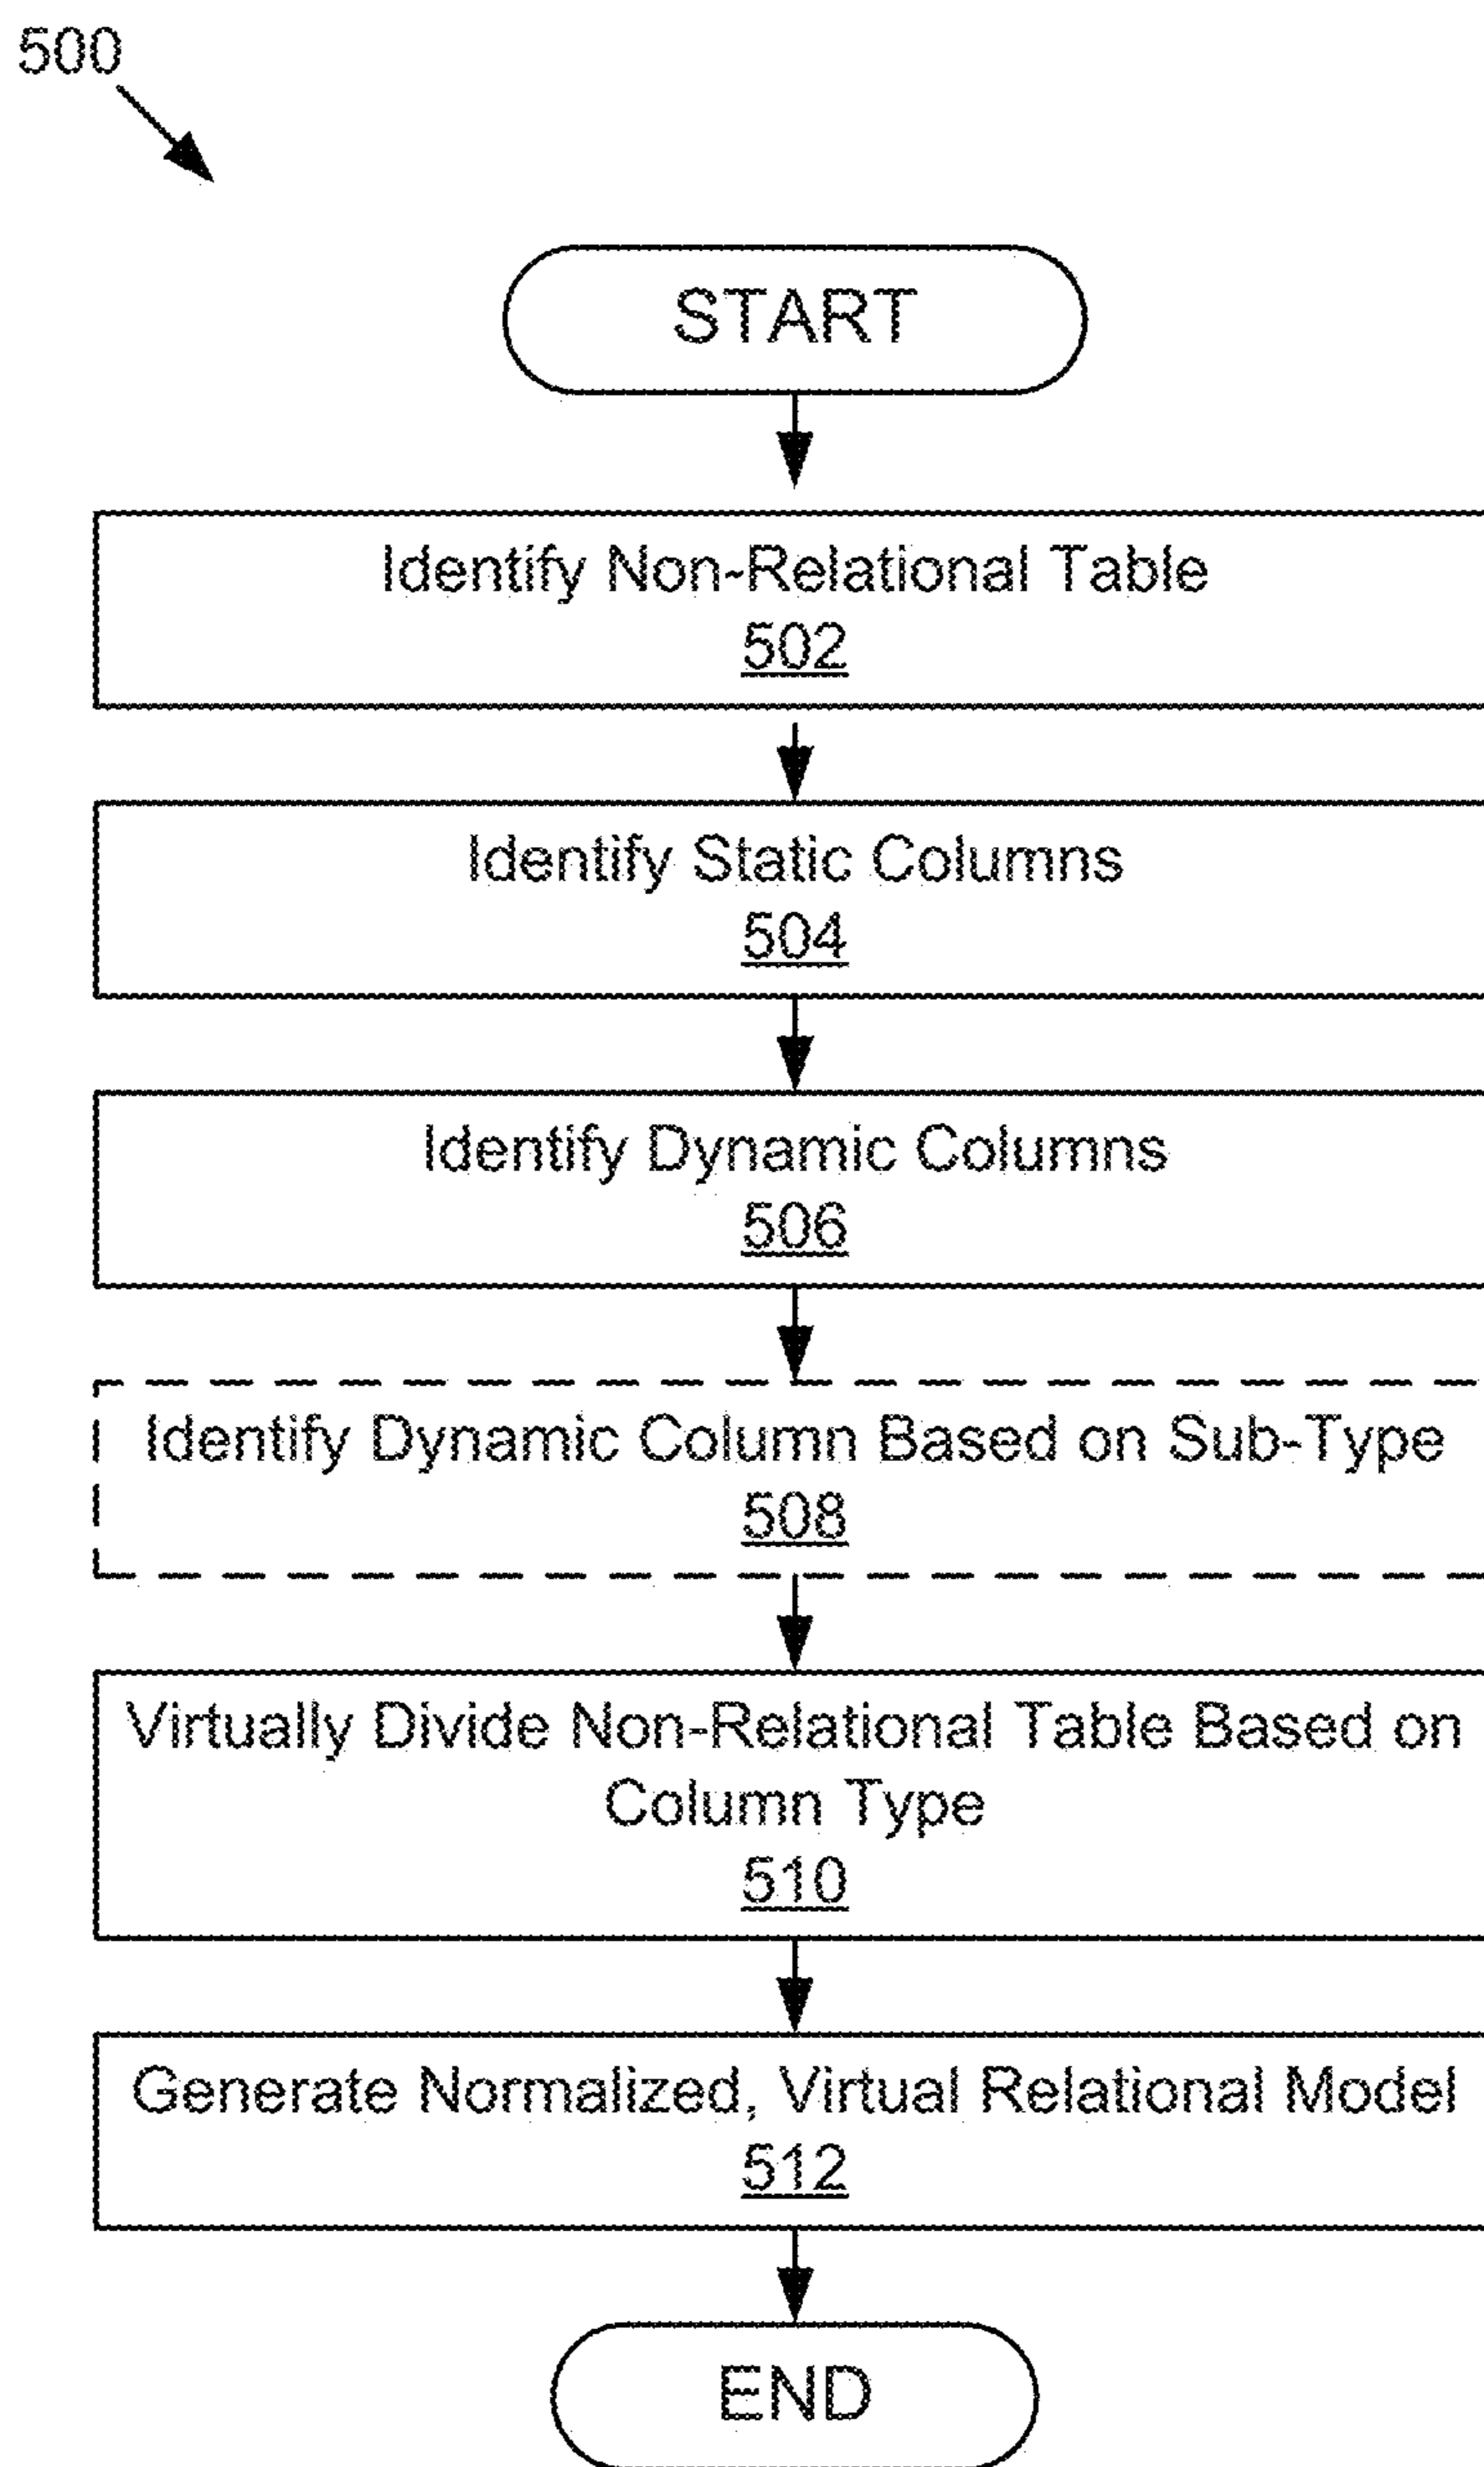 500
START
Identify Non-Relational Table
502
Identify Static Columns
504
Identify Dynamic Columns
506
Identify Dynamic Column Based on Sub-Type
508
Virtually Divide Non-Relational Table Based on
Column Type
510
Generate Normalized, Virtual Relational Model
512
END